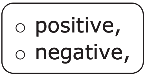 ○ positive,
○ negative,